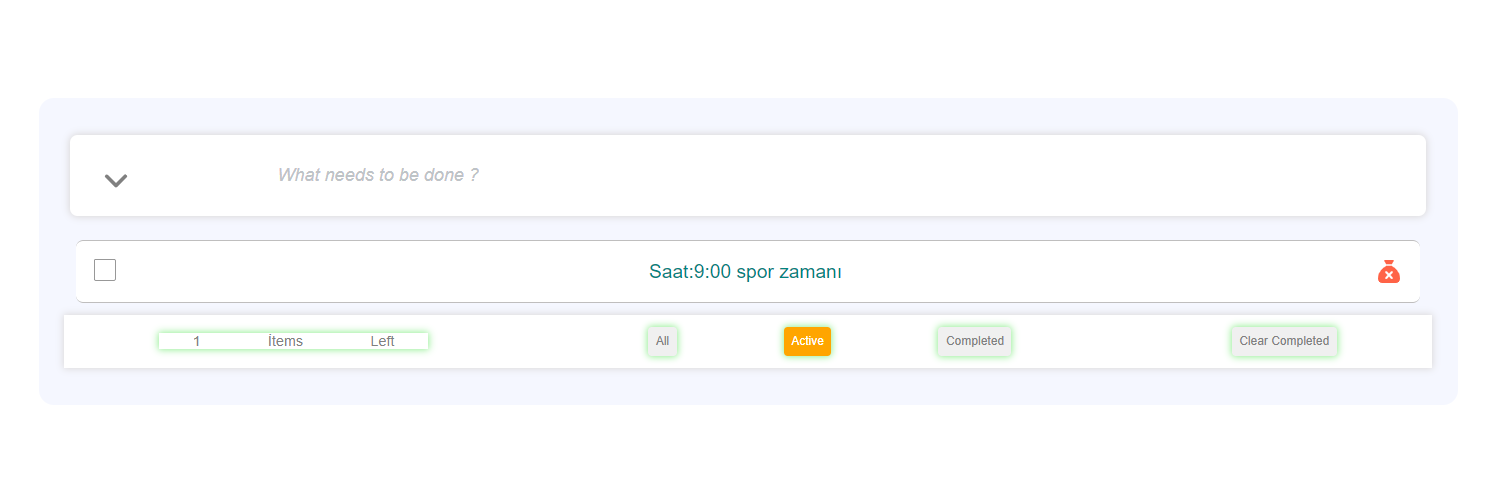 What needs to be done ?
Saat:9:00 spor zamanı
1 İtems Left All Active Completed Clear Completed